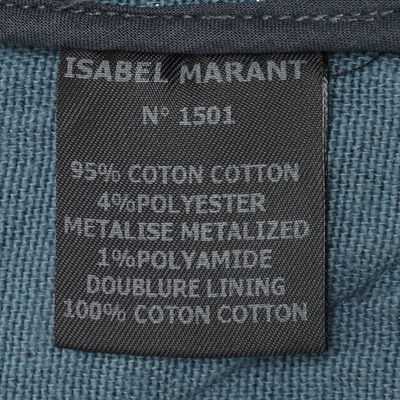 ISABEL MARANT
N° 1501
95% COTON COTTON
4%POLYESTER
METALISE METALIZED
1%POLYAMIDE
DOUBLURE LINING
100% COTON COTTON